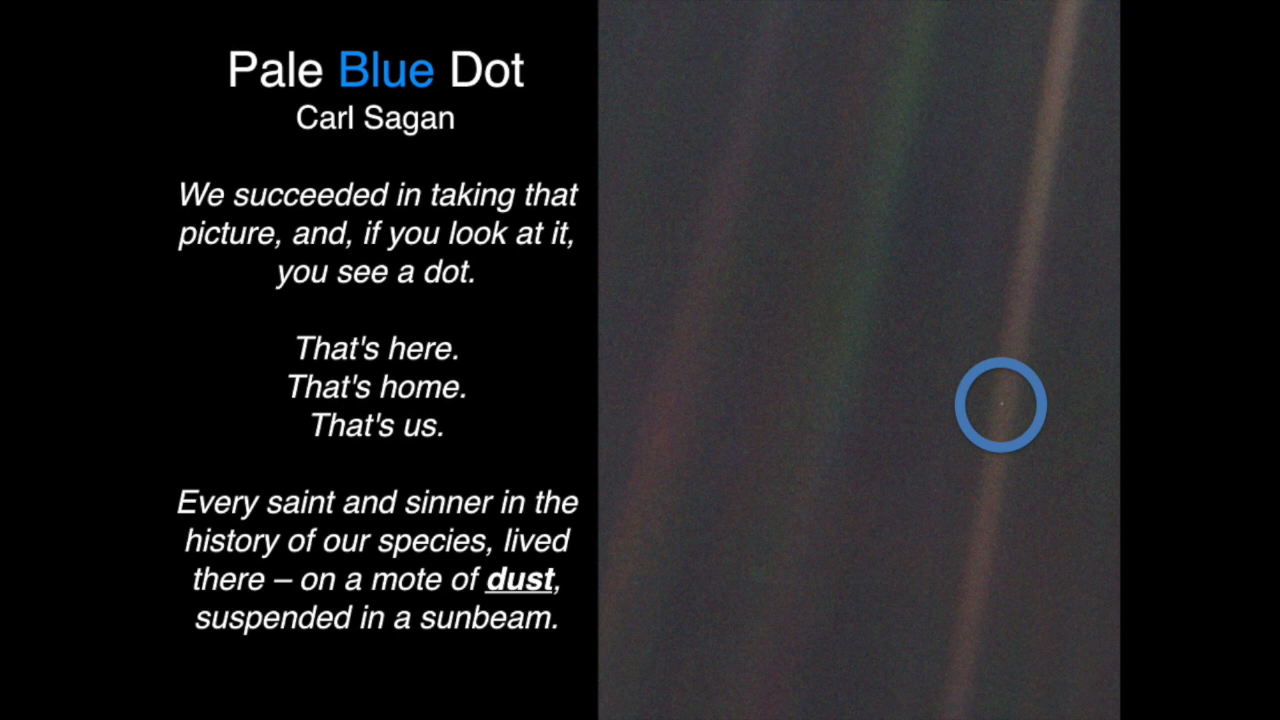 Pale Blue Dot
Carl Sagan
We succeeded in taking that
picture, and, if you look at it,
you see a dot.
That's here.
That's home.
That's us.
Every saint and sinner in the
history of our species, lived
there – on a mote of dust,
suspended in a sunbeam.